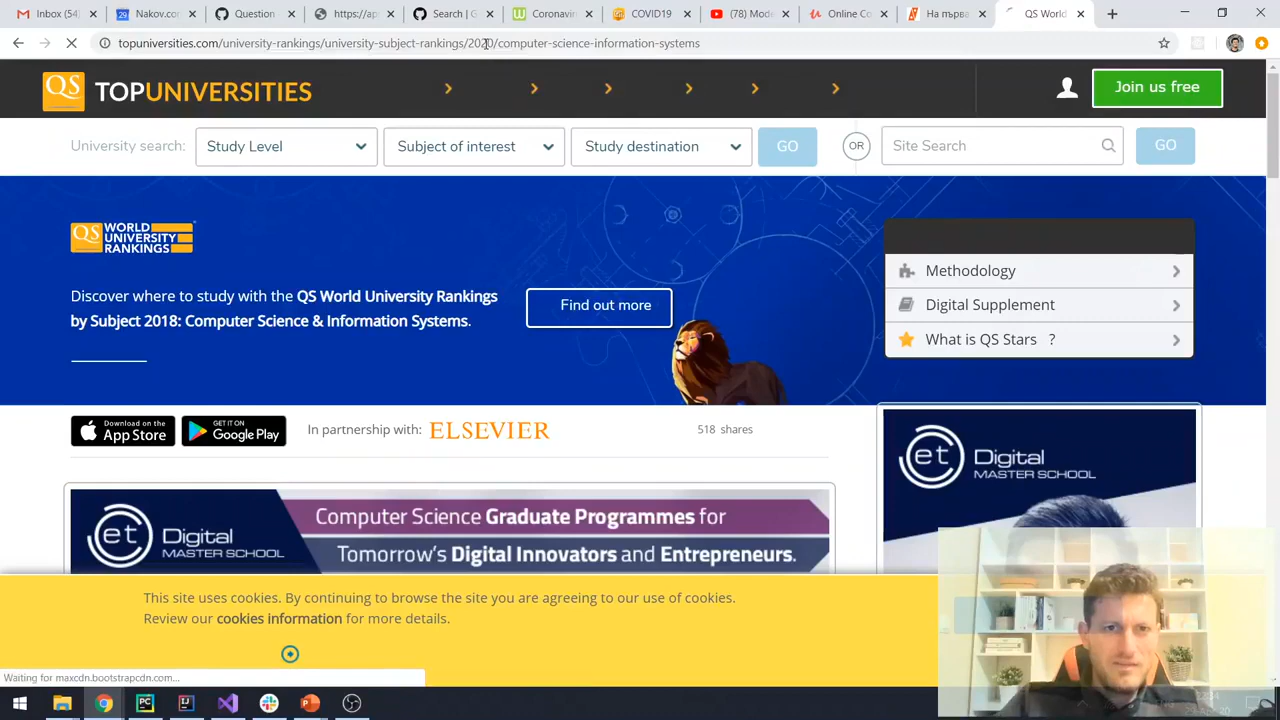 Inbox (54)
Nakov.co
Question
https://ap
Search | G
Coronavir
COVID19
(78) Mode
Online Co
На първа
QS World
topuniversities.com/university-rankings/university-subject-rankings/2020/computer-science-information-systems
QS TOPUNIVERSITIES
Join us free
University search:
Study Level
Subject of interest
Study destination
GO
OR
Site Search
GO
QS WORLD UNIVERSITY RANKINGS
Discover where to study with the QS World University Rankings
by Subject 2018: Computer Science & Information Systems.
Find out more
Methodology
Digital Supplement
What is QS Stars ?
Download on the
App Store
GET IT ON
Google Play
In partnership with: ELSEVIER
518 shares
et Digital
MASTER SCHOOL
Computer Science Graduate Programmes for
Tomorrow's Digital Innovators and Entrepreneurs.
et Digital
MASTER SCHOOL
This site uses cookies. By continuing to browse the site you are agreeing to our use of cookies.
Review our cookies information for more details.
Waiting for maxcdn.bootstrapcdn.com...